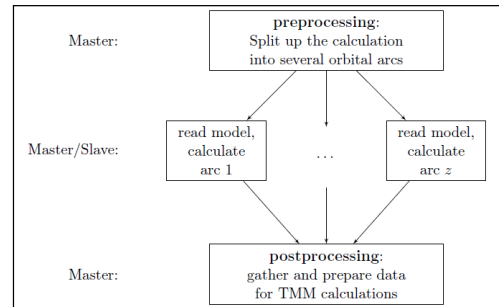 Master:
preprocessing:
Split up the calculation
into several orbital arcs
Master/Slave:
read model,
calculate
arc 1
...
read model,
calculate
arc z
Master:
postprocessing:
gather and prepare data
for TMM calculations